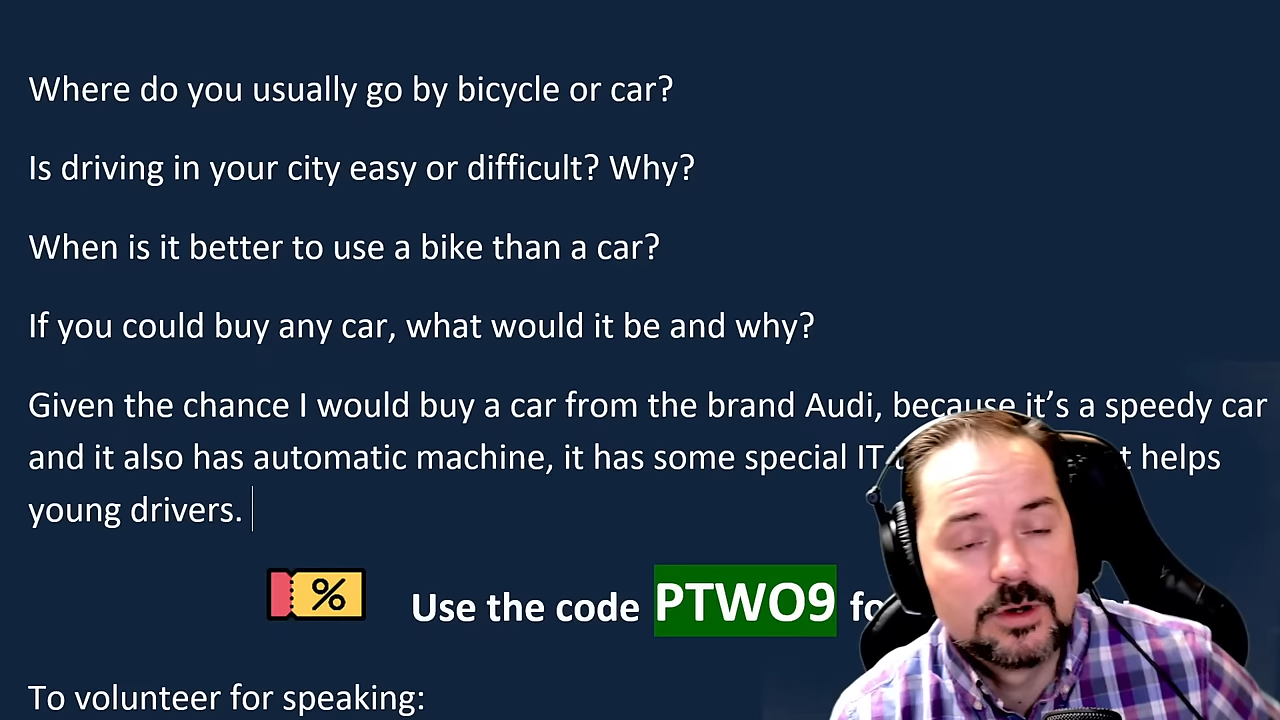 Where do you usually go by bicycle or car?
Is driving in your city easy or difficult? Why?
When is it better to use a bike than a car?
If you could buy any car, what would it be and why?
Given the chance I would buy a car from the brand Audi, because it’s a speedy car
and it also has automatic machine, it has some special IT helps
young drivers.
% Use the code PTWO9
To volunteer for speaking: